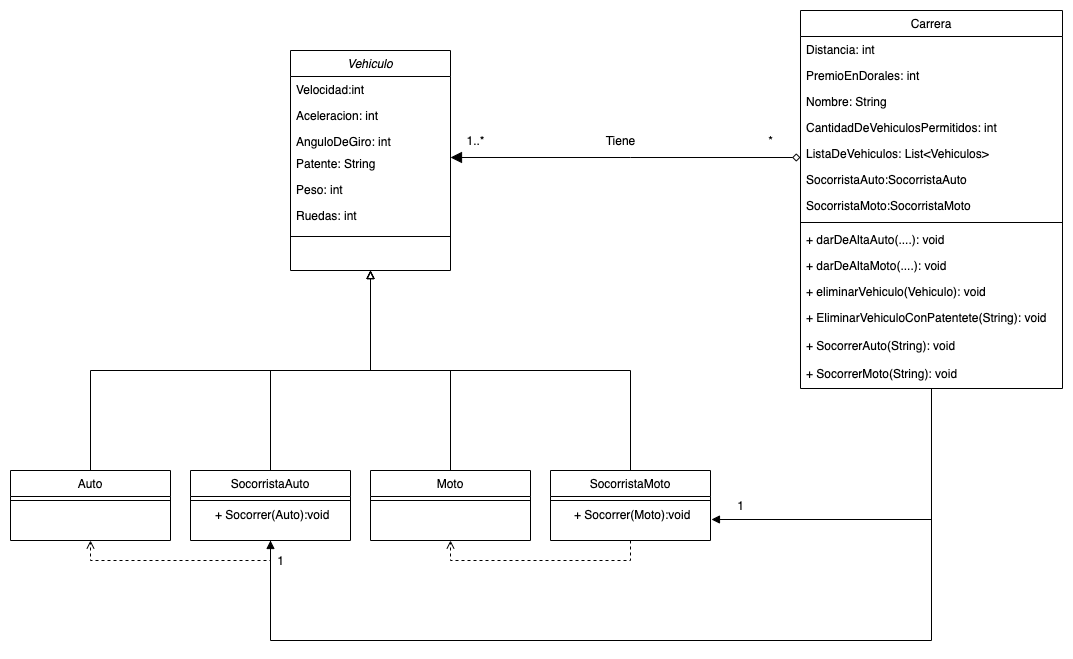 Carrera
Distancia: int
PremioEnDorales: int
Nombre: String
CantidadDeVehiculosPermitidos: int
ListaDeVehiculos: List<Vehiculos>
SocorristaAuto:SocorristaAuto
SocorristaMoto:SocorristaMoto
+ darDeAltaAuto(....): void
+ darDeAltaMoto(....): void
+ eliminarVehiculo(Vehiculo): void
+ EliminarVehiculoConPatentete(String): void
+ SocorrerAuto(String): void
+ SocorrerMoto(String): void
Vehiculo
Velocidad:int
Aceleracion: int
AnguloDeGiro: int
Patente: String
Peso: int
Ruedas: int
1..*
Tiene
*
Auto
SocorristaAuto
+ Socorrer(Auto):void
Moto
SocorristaMoto
+ Socorrer(Moto):void
1
1